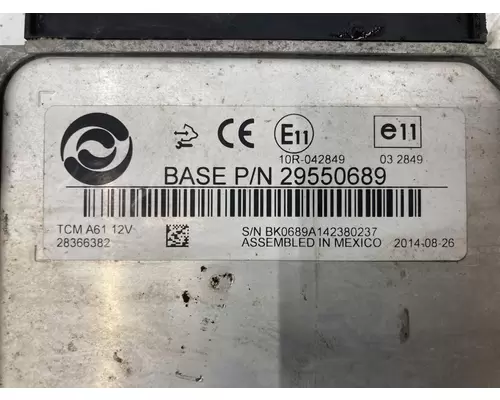 CE E11 e11
10R-042849 03 2849
BASE P/N 29550689
TCM A61 12V S/N BK0689A142380237
28366382 ASSEMBLED IN MEXICO 2014-08-26